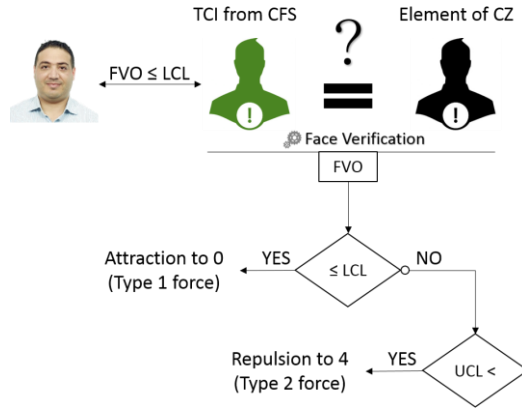 TCI from CFS
Element of CZ
?
FVO ≤ LCL
=
!
!
Face Verification
FVO
≤ LCL
YES
NO
Attraction to 0
(Type 1 force)
UCL <
YES
Repulsion to 4
(Type 2 force)